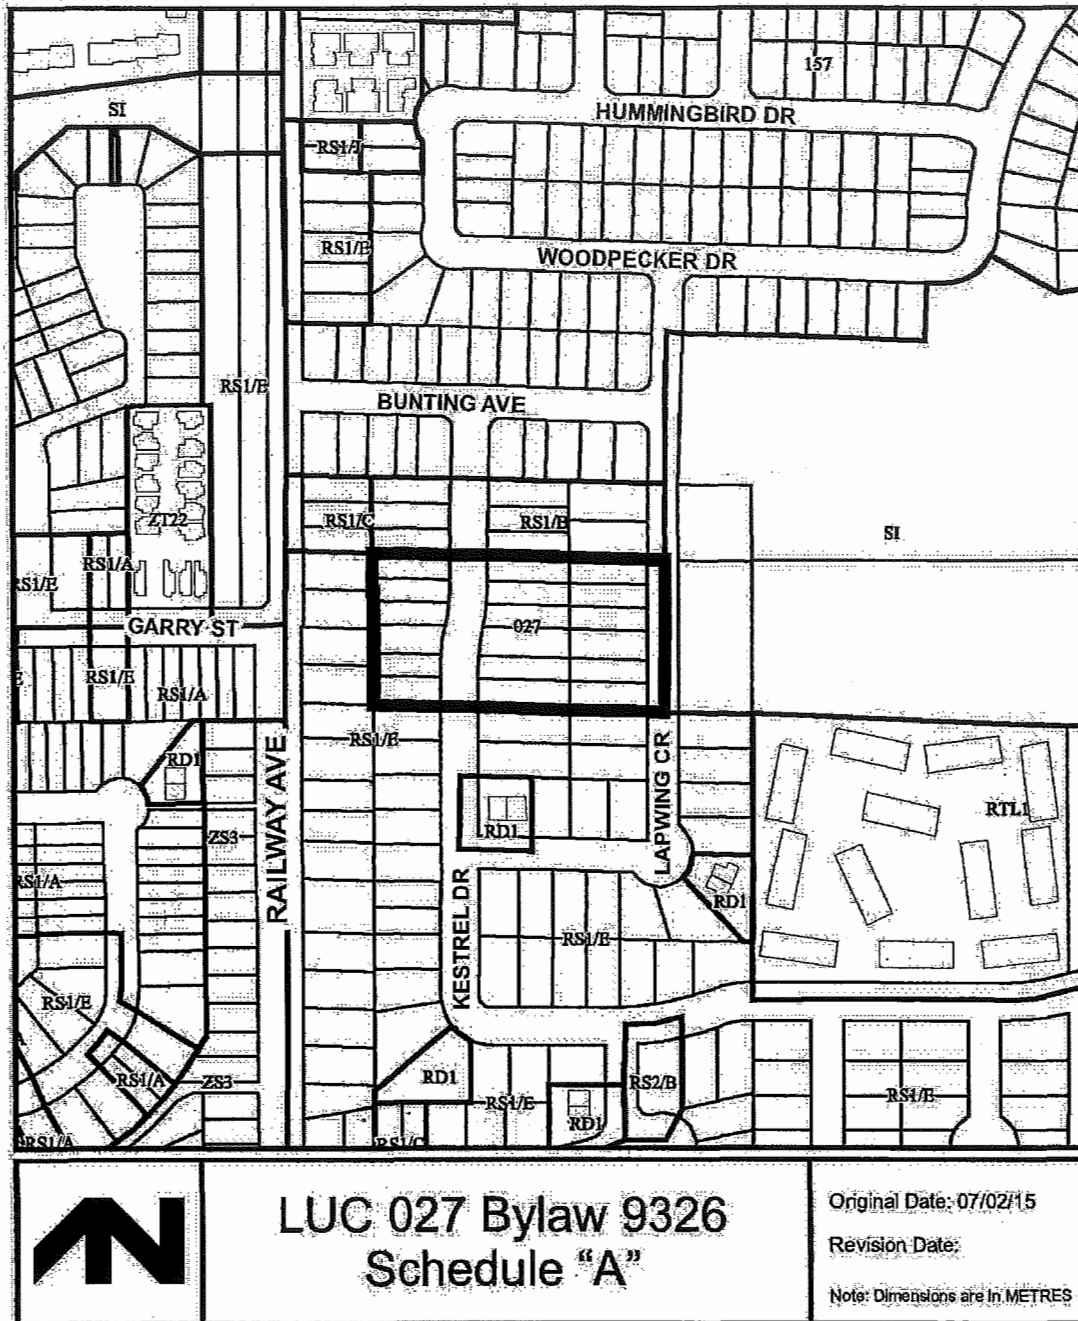 157
HUMMINGBIRD DR
SI
RS1/J
RS1/E
WOODPECKER DR
RS1/E
BUNTING AVE
ZT22
RS1/C
RS1/B
SI
RS1/A
RS1/E
GARRY ST
027
E
RS1/E
RS1/A
RAILWAY AVE
RS1/E
RD1
LAPWING CR
RTL1
RD1
ZS3
RS1/A
RD1
KESTREL DR
RS1/E
RS1/E
RS1/A
ZS3
RD1
RS1/E
RS2/B
RD1
RS1/E
RS1/A
RS1/C
LUC 027 Bylaw 9326
Schedule "A"
Original Date: 07/02/15
Revision Date:
Note: Dimensions are in METRES